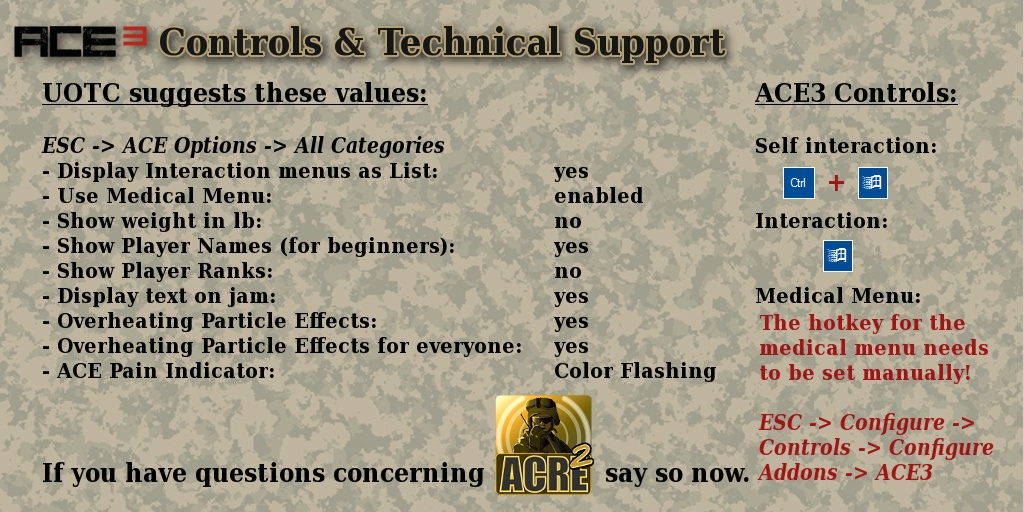 ACE3 Controls & Technical Support
UOTC suggests these values:
ESC -> ACE Options -> All Categories
- Display Interaction menus as List: yes
- Use Medical Menu: enabled
- Show weight in lb: no
- Show Player Names (for beginners): yes
- Show Player Ranks: no
- Display text on jam: yes
- Overheating Particle Effects: yes
- Overheating Particle Effects for everyone: yes
- ACE Pain Indicator: Color Flashing
If you have questions concerning ACRE2 say so now.
ACE3 Controls:
Self interaction:
Ctrl +
Interaction:
Medical Menu:
The hotkey for the
medical menu needs
to be set manually!
ESC -> Configure ->
Controls -> Configure
Addons -> ACE3